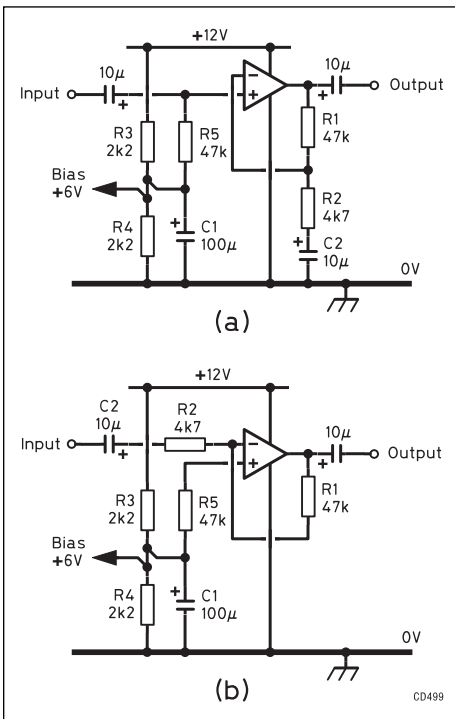 +12V
10µ
10µ
Input
Output
+
−
+
+
R3
2k2
R5
47k
R1
47k
Bias
+6V
R2
4k7
R4
2k2
+
C1
100µ
+
C2
10µ
0V
(a)
+12V
C2
10µ
R2
4k7
10µ
Input
Output
+
−
+
+
R3
2k2
R5
47k
R1
47k
Bias
+6V
R4
2k2
+
C1
100µ
0V
(b)
CD499